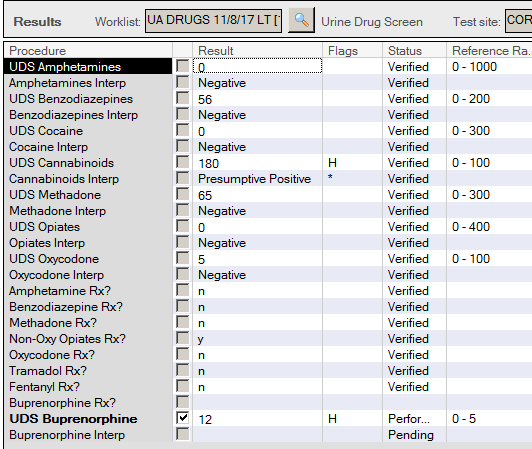 Results Worklist: UA DRUGS 11/8/17 LT [ Urine Drug Screen Test site: COR
Procedure Result Flags Status Reference Ra..
UDS Amphetamines 0 Verified 0 - 1000
Amphetamines Interp Negative Verified
UDS Benzodiazepines 56 Verified 0 - 200
Benzodiazepines Interp Negative Verified
UDS Cocaine 0 Verified 0 - 300
Cocaine Interp Negative Verified
UDS Cannabinoids 180 H Verified 0 - 100
Cannabinoids Interp Presumptive Positive * Verified
UDS Methadone 65 Verified 0 - 300
Methadone Interp Negative Verified
UDS Opiates 0 Verified 0 - 400
Opiates Interp Negative Verified
UDS Oxycodone 5 Verified 0 - 100
Oxycodone Interp Negative Verified
Amphetamine Rx? n Verified
Benzodiazepine Rx? n Verified
Methadone Rx? n Verified
Non-Oxy Opiates Rx? y Verified
Oxycodone Rx? n Verified
Tramadol Rx? n Verified
Fentanyl Rx? n Verified
Buprenorphine Rx?
UDS Buprenorphine 12 H Perfor... 0 - 5
Buprenorphine Interp Pending